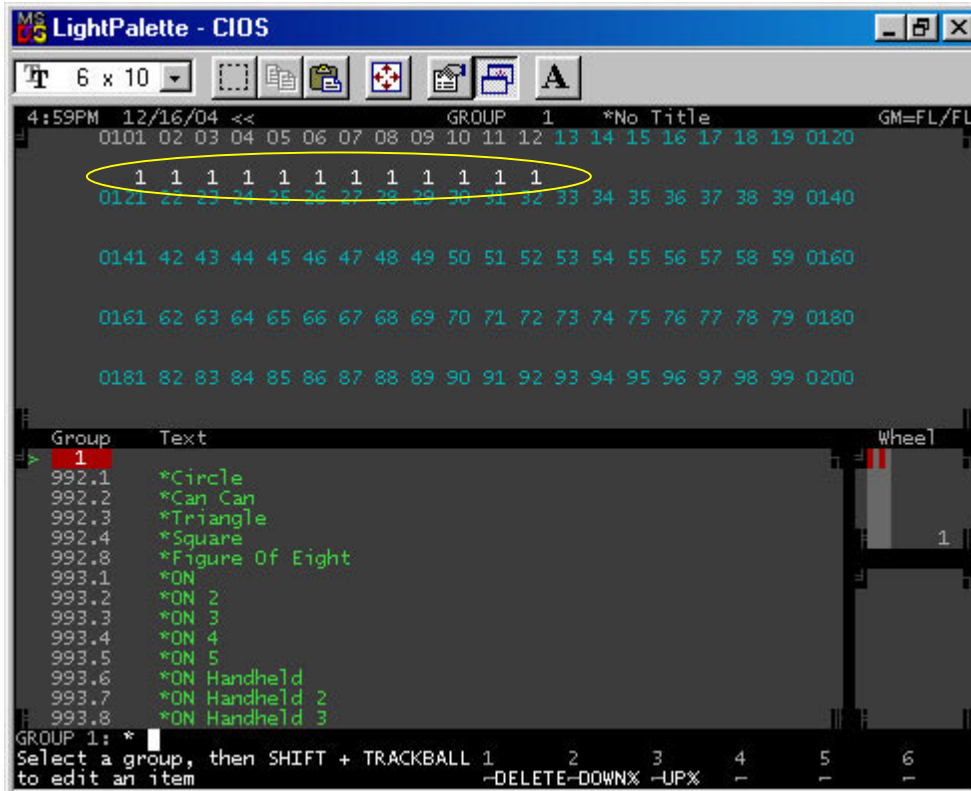 LightPalette - CIOS
6 x 10
4:59PM 12/16/04 << GROUP 1 *No Title GM=FL/FL
0101 02 03 04 05 06 07 08 09 10 11 12 13 14 15 16 17 18 19 0120
1 1 1 1 1 1 1 1 1 1 1 1
0121 22 23 24 25 26 27 28 29 30 31 32 33 34 35 36 37 38 39 0140
0141 42 43 44 45 46 47 48 49 50 51 52 53 54 55 56 57 58 59 0160
0161 62 63 64 65 66 67 68 69 70 71 72 73 74 75 76 77 78 79 0180
0181 82 83 84 85 86 87 88 89 90 91 92 93 94 95 96 97 98 99 0200
Group Text Wheel
> 1
992.1 *Circle
992.2 *Can Can
992.3 *Triangle
992.4 *Square 1
992.8 *Figure Of Eight
993.1 *ON
993.2 *ON 2
993.3 *ON 3
993.4 *ON 4
993.5 *ON 5
993.6 *ON Handheld
993.7 *ON Handheld 2
993.8 *ON Handheld 3
GROUP 1: *
Select a group, then SHIFT + TRACKBALL 1 2 3 4 5 6
to edit an item DELETE DOWN% UP%